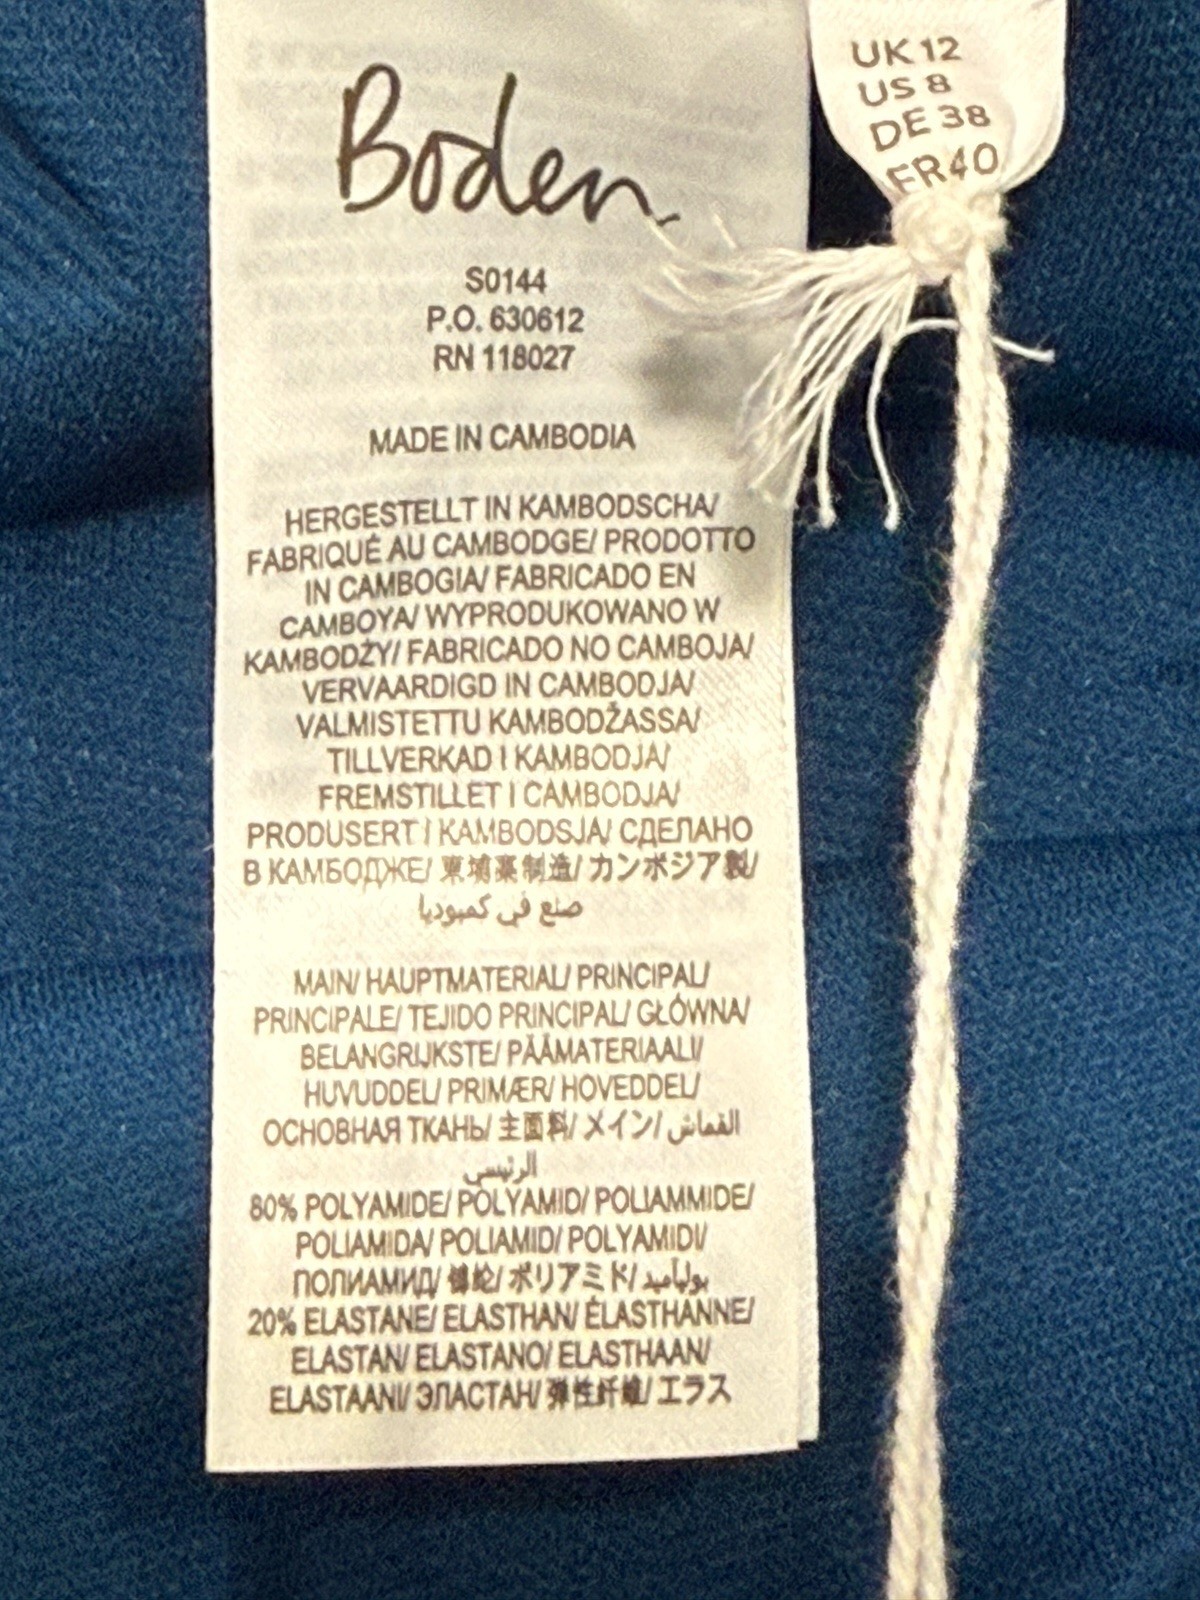 Boden
S0144
P.O. 630612
RN 118027
MADE IN CAMBODIA
HERGESTELLT IN KAMBODSCHA/
FABRIQUÉ AU CAMBODGE/ PRODOTTO
IN CAMBOGIA/ FABRICADO EN
CAMBOYA/ WYPRODUKOWANO W
KAMBODŻY/ FABRICADO NO CAMBOJA/
VERVAARDIGD IN CAMBODJA/
VALMISTETTU KAMBODŽASSA/
TILLVERKAD I KAMBODJA/
FREMSTILLET I CAMBODJA/
PRODUSERT I KAMBODSJA/ СДЕЛАНО
В КАМБОДЖЕ/ 柬埔寨制造/ カンボジア製/
صنع في كمبوديا
MAIN/ HAUPTMATERIAL/ PRINCIPAL/
PRINCIPALE/ TEJIDO PRINCIPAL/ GŁÓWNA/
BELANGRIJKSTE/ PÄÄMATERIAALI/
HUVUDDEL/ PRIMÆR/ HOVEDDEL/
ОСНОВНАЯ ТКАНЬ/ 主面料/ メイン/ القماش
الرئيسي
80% POLYAMIDE/ POLYAMID/ POLIAMMIDE/
POLIAMIDA/ POLIAMID/ POLYAMIDI/
ПОЛИАМИД/ 锦纶/ ポリアミド/ بوليأميد
20% ELASTANE/ ELASTHAN/ ÉLASTHANNE/
ELASTAN/ ELASTANO/ ELASTHAAN/
ELASTAANI/ ЭЛАСТАН/ 弹性纤维/ エラス
UK 12
US 8
DE 38
FR40